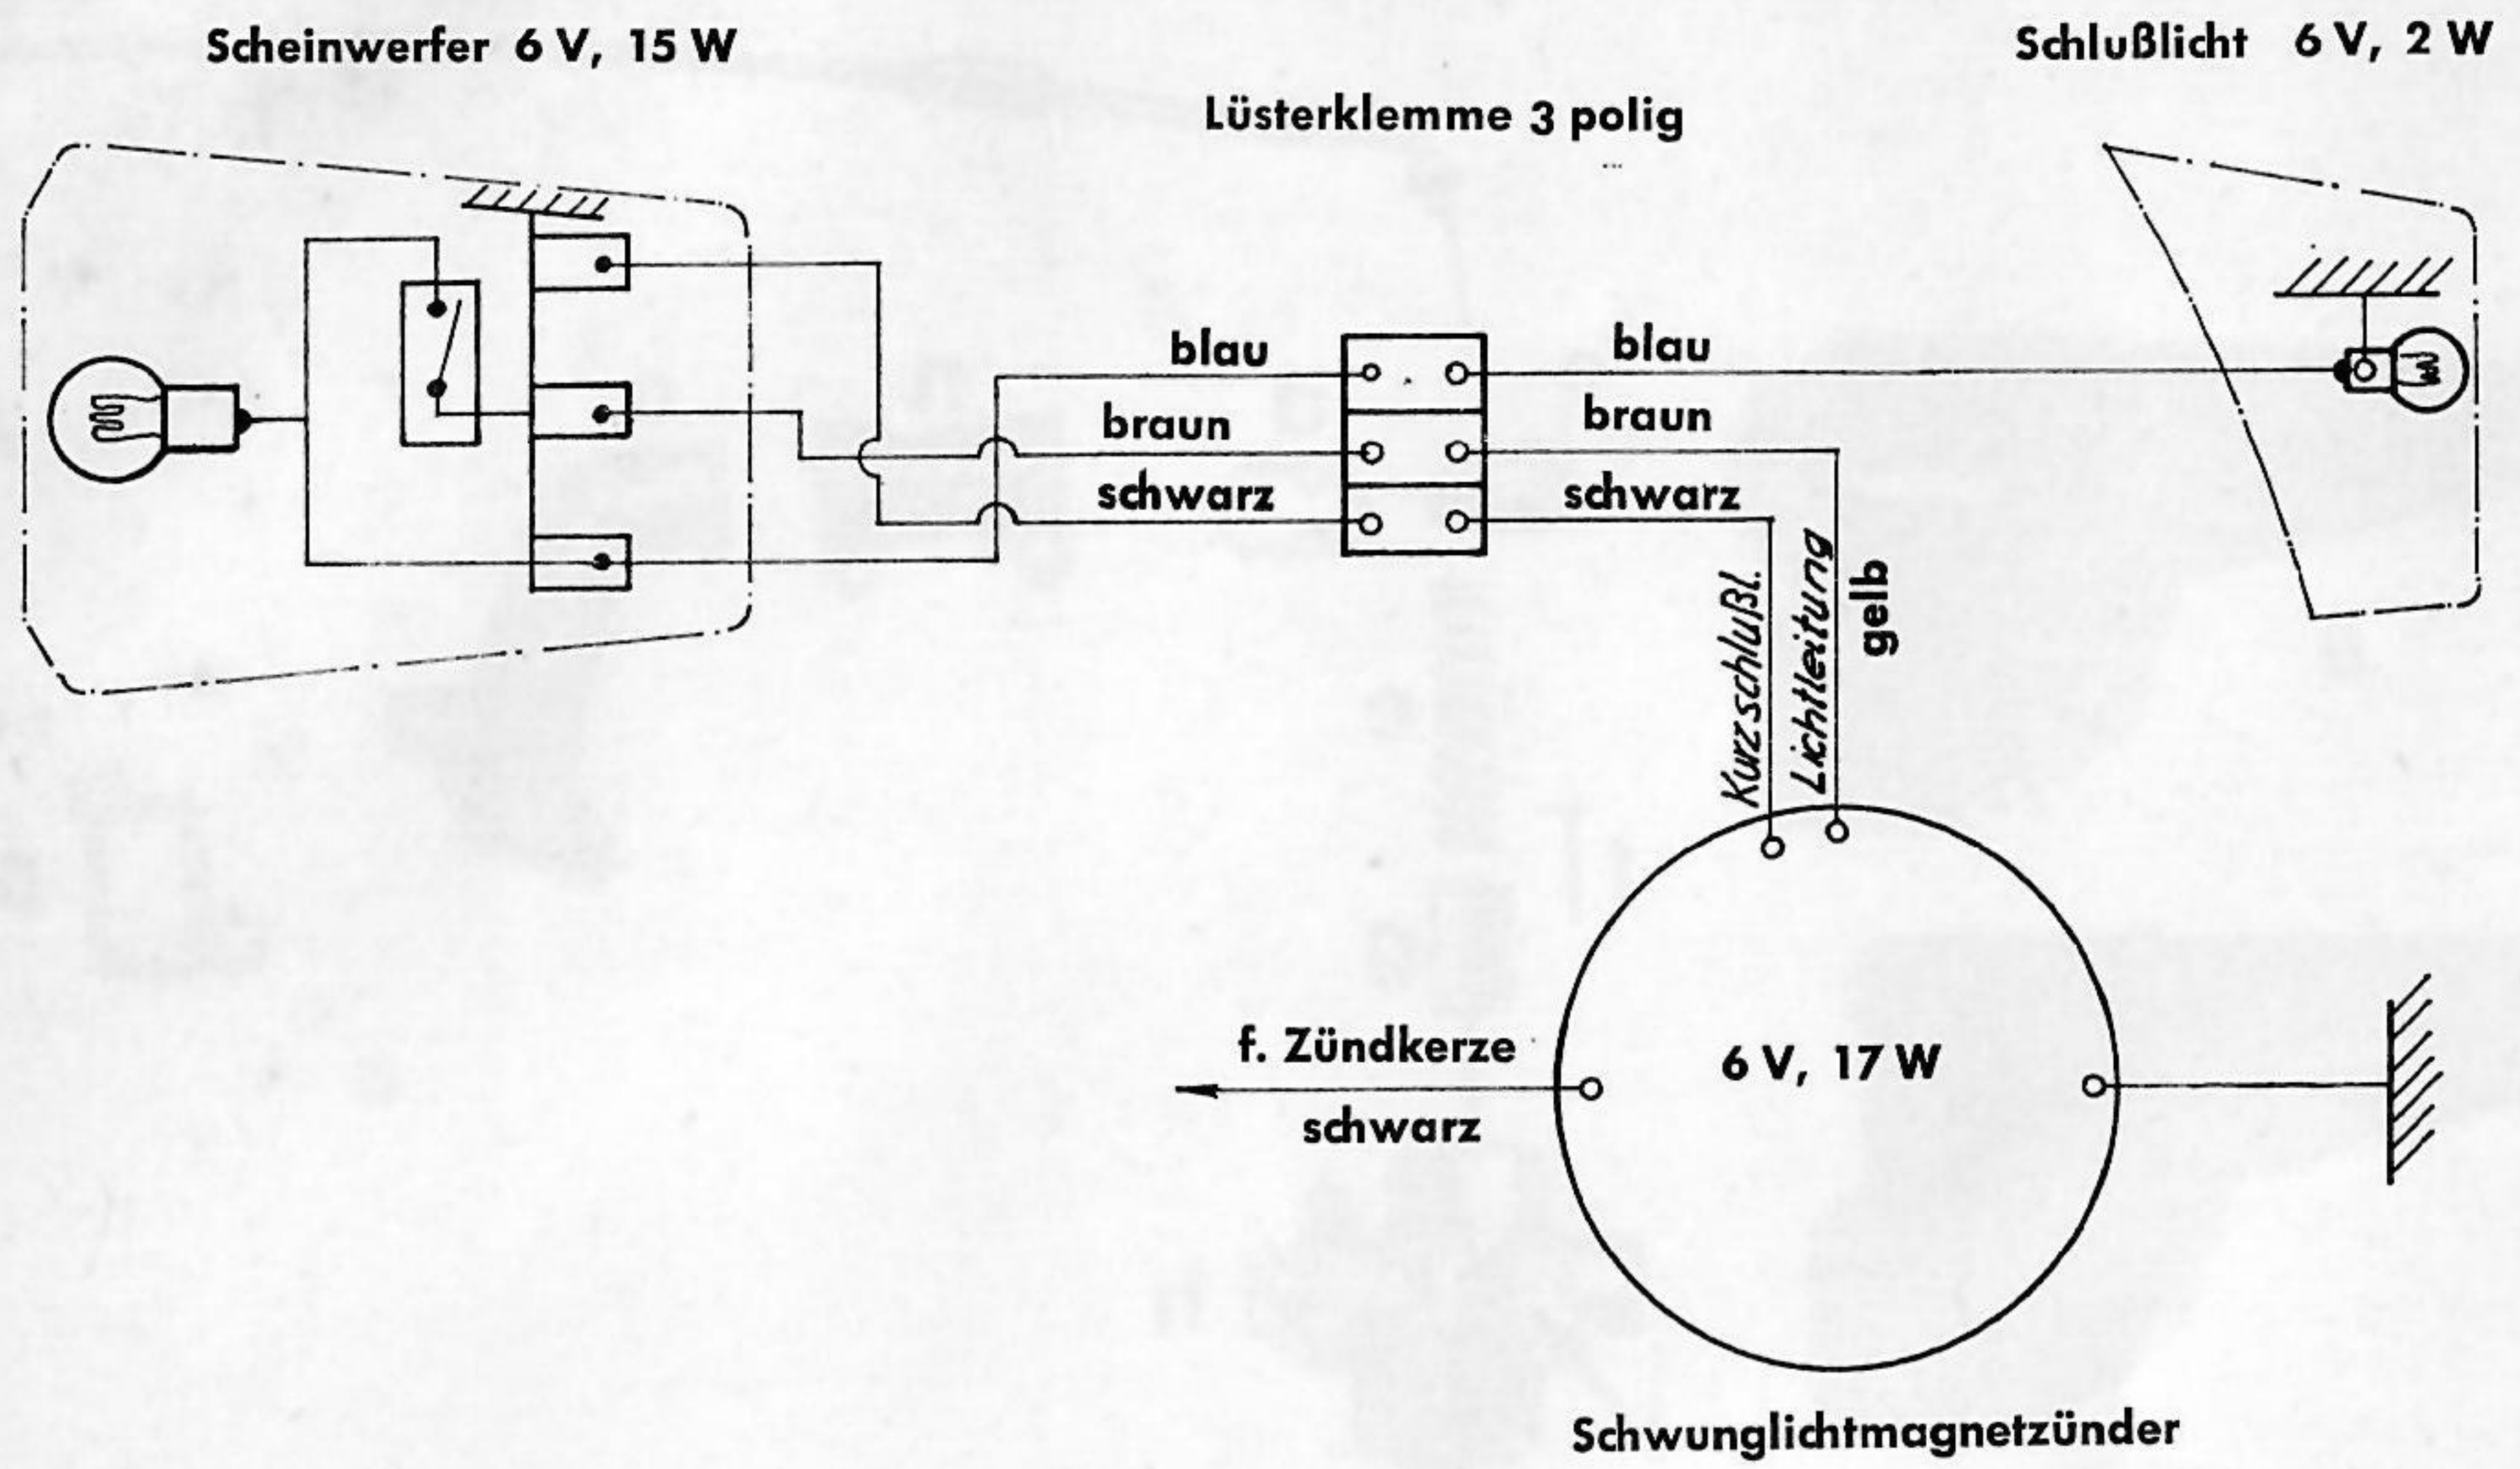 Scheinwerfer 6 V, 15 W
Schlußlicht 6 V, 2 W
Lüsterklemme 3 polig
blau
blau
braun
braun
schwarz
schwarz
Kurzschlußl.
Lichtleitung
gelb
f. Zündkerze
schwarz
6 V, 17 W
Schwunglichtmagnetzünder